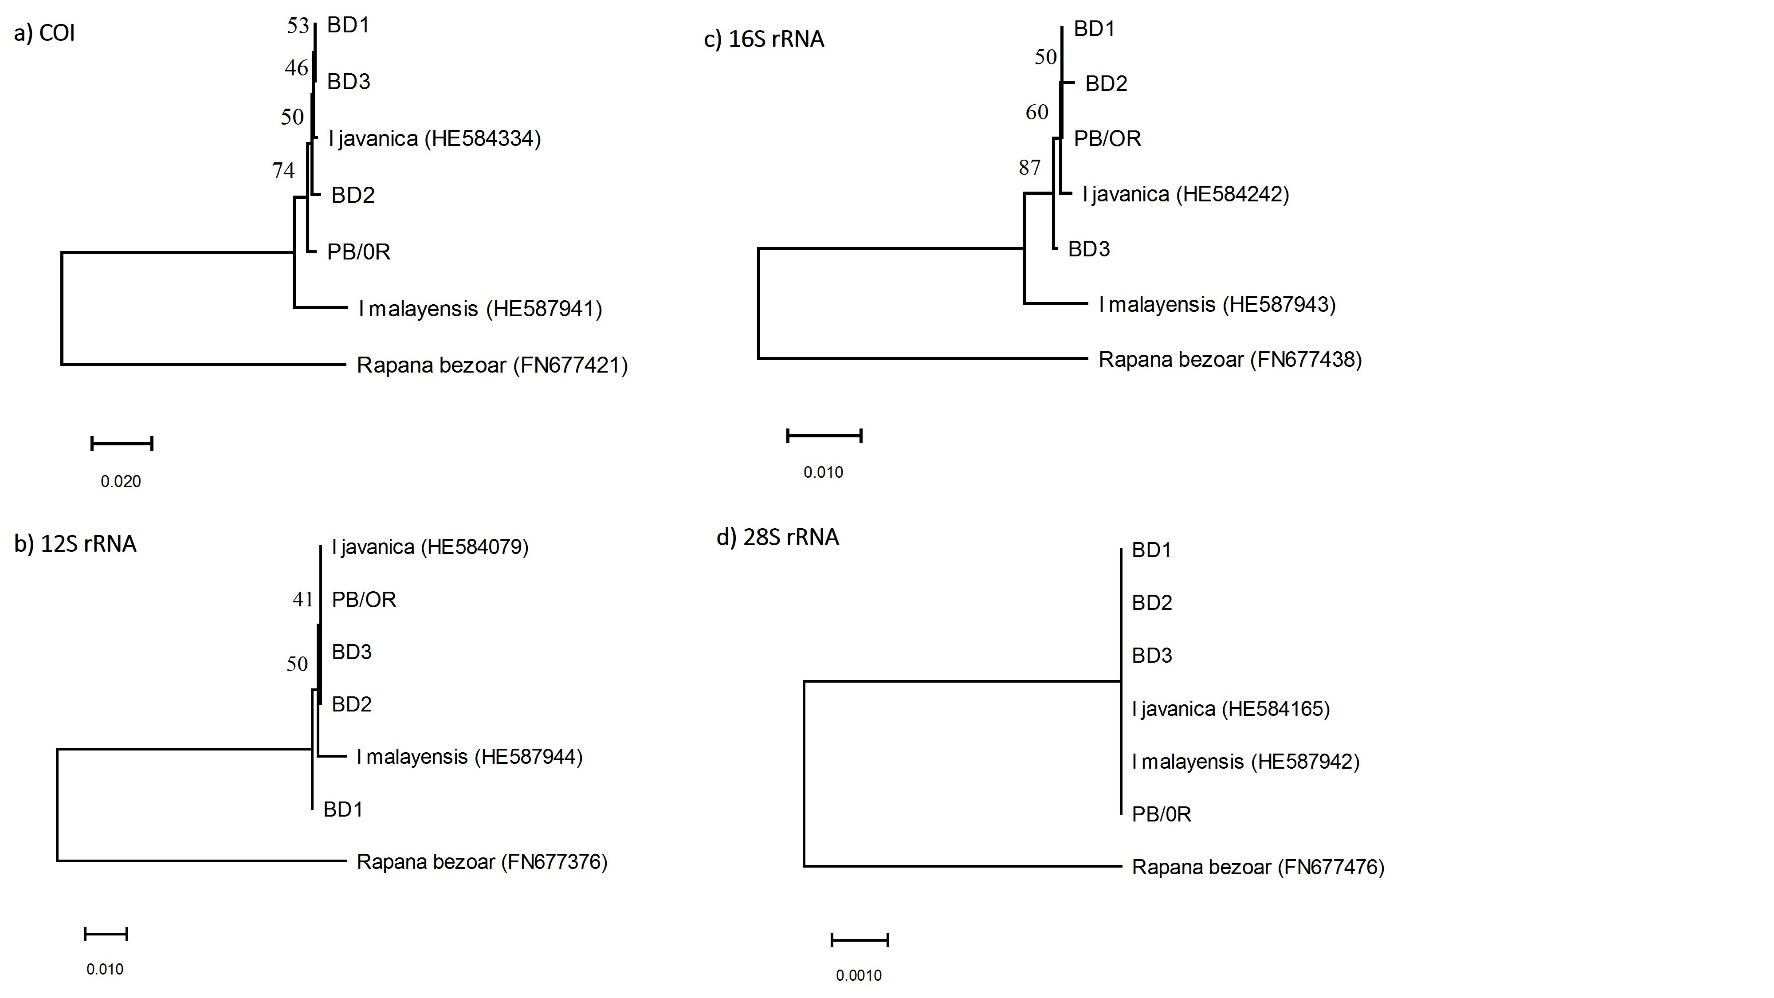 a) COI
53 BD1
46
BD3
50
I javanica (HE584334)
74
BD2
PB/0R
I malayensis (HE587941)
Rapana bezoar (FN677421)
0.020
c) 16S rRNA
BD1
50
BD2
60
PB/OR
87
I javanica (HE584242)
BD3
I malayensis (HE587943)
Rapana bezoar (FN677438)
0.010
b) 12S rRNA
I javanica (HE584079)
41 PB/OR
BD3
50
BD2
I malayensis (HE587944)
BD1
Rapana bezoar (FN677376)
0.010
d) 28S rRNA
BD1
BD2
BD3
I javanica (HE584165)
I malayensis (HE587942)
PB/0R
Rapana bezoar (FN677476)
0.0010